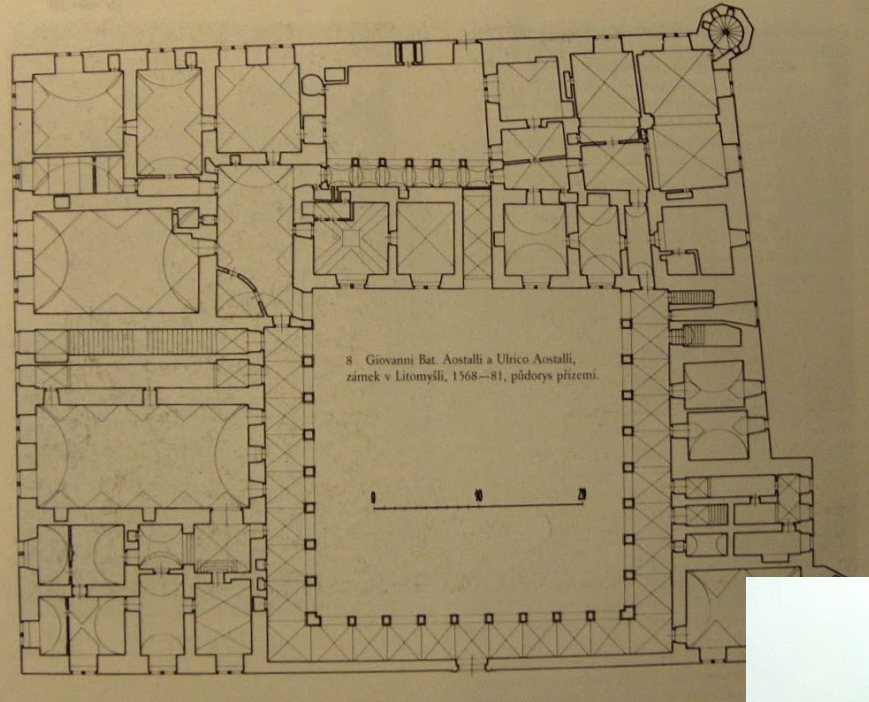 8 Giovanni Bat. Aostalli a Ulrico Aostalli,
zámek v Litomyšli, 1568—81, půdorys přízemí.
0 10 20